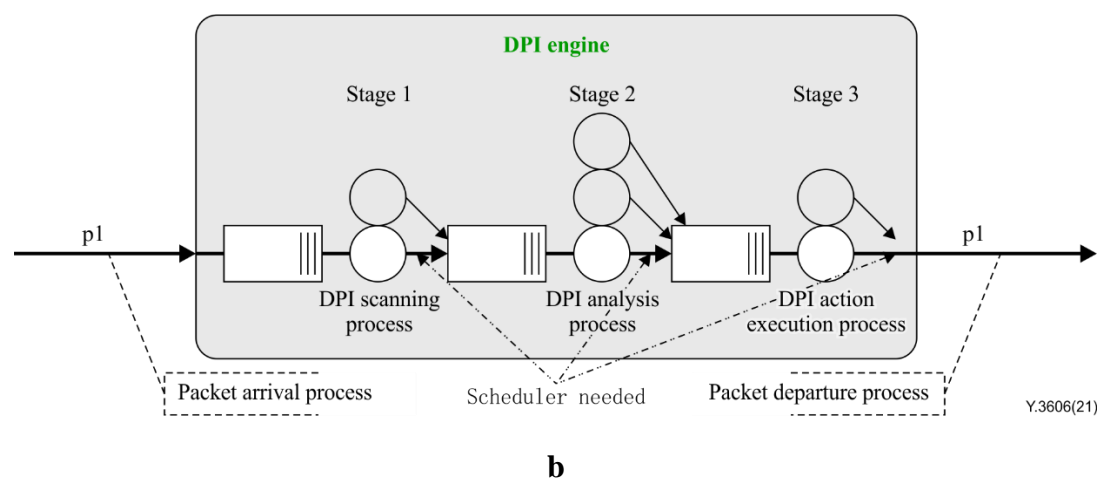 DPI engine
Stage 1
Stage 2
Stage 3
p1
p1
DPI scanning
process
DPI analysis
process
DPI action
execution process
Packet arrival process
Scheduler needed
Packet departure process
Y.3606(21)
b